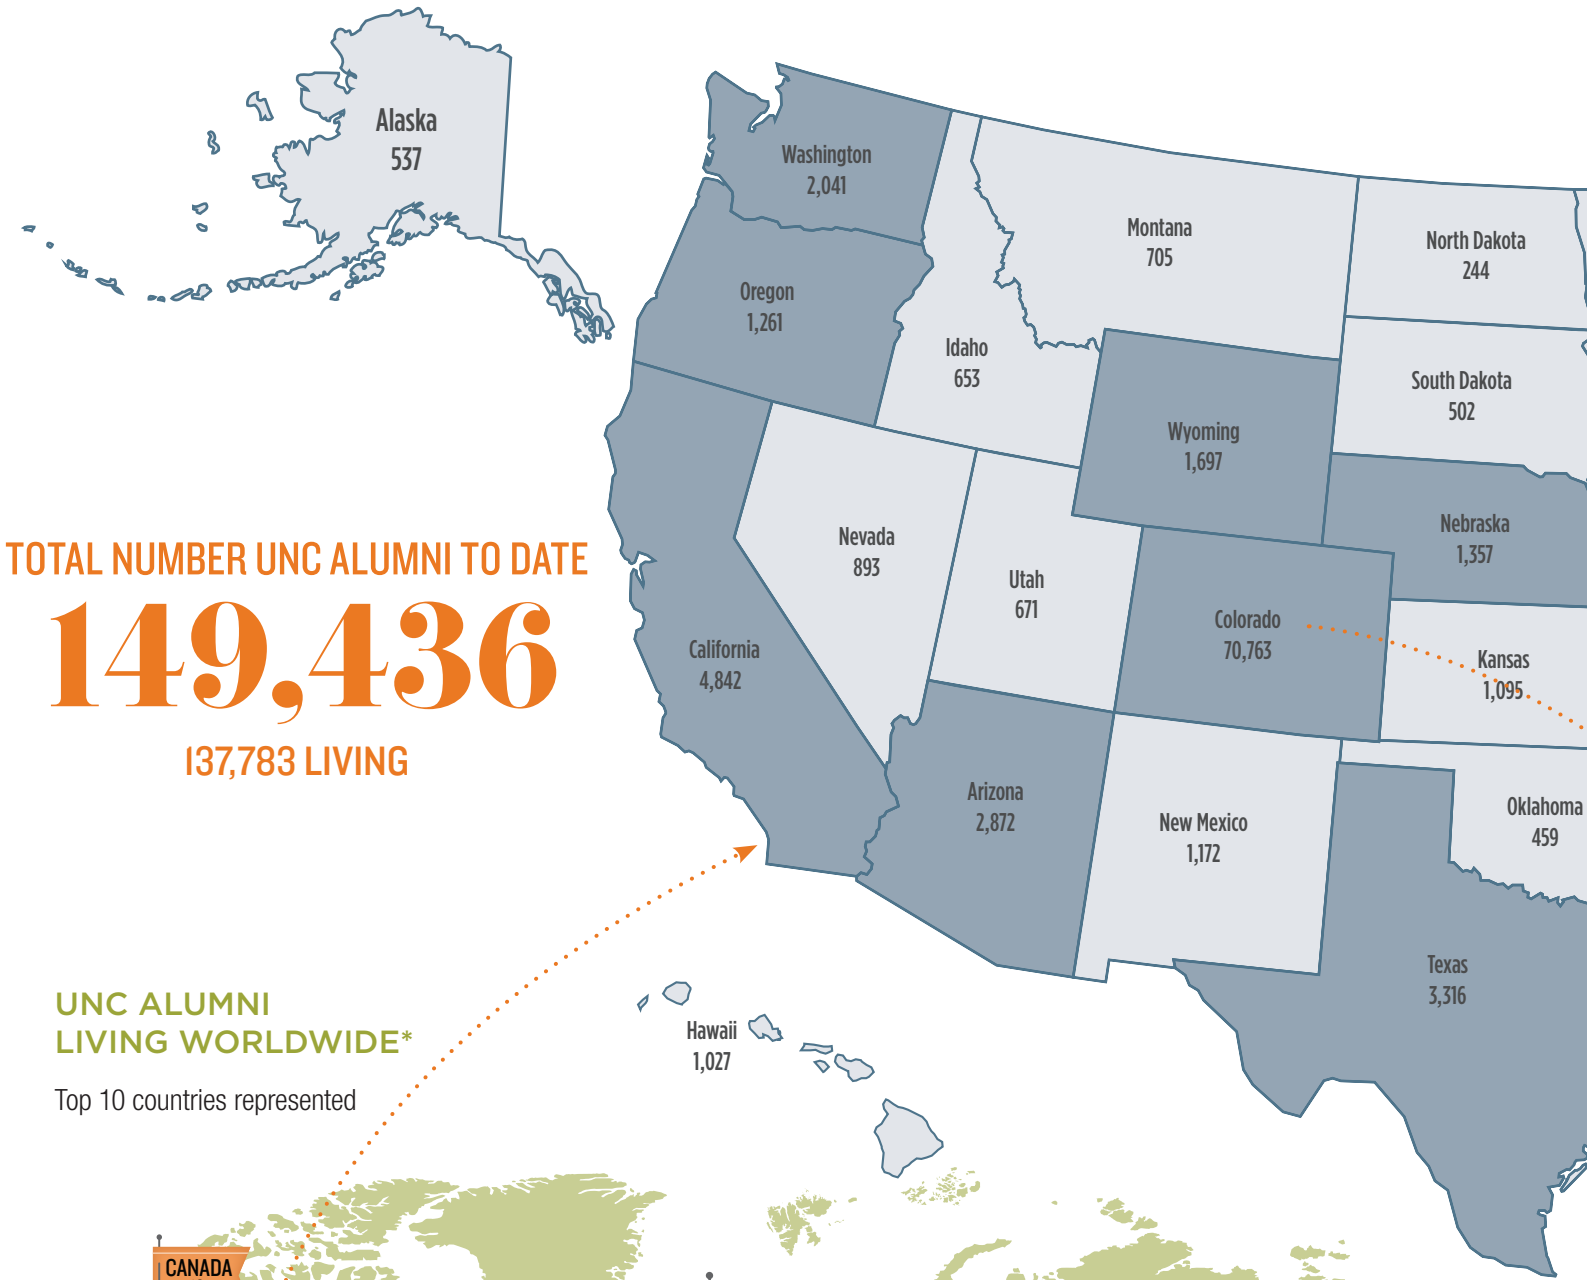 Alaska
537
Washington
2,041
Montana
705
North Dakota
244
Oregon
1,261
Idaho
653
South Dakota
502
Wyoming
1,697
Nebraska
1,357
Nevada
893
Utah
671
Colorado
70,763
Kansas
1,095
California
4,842
Arizona
2,872
New Mexico
1,172
Oklahoma
459
Texas
3,316
Hawaii
1,027
TOTAL NUMBER UNC ALUMNI TO DATE
149,436
137,783 LIVING
UNC ALUMNI
LIVING WORLDWIDE*
Top 10 countries represented
CANADA